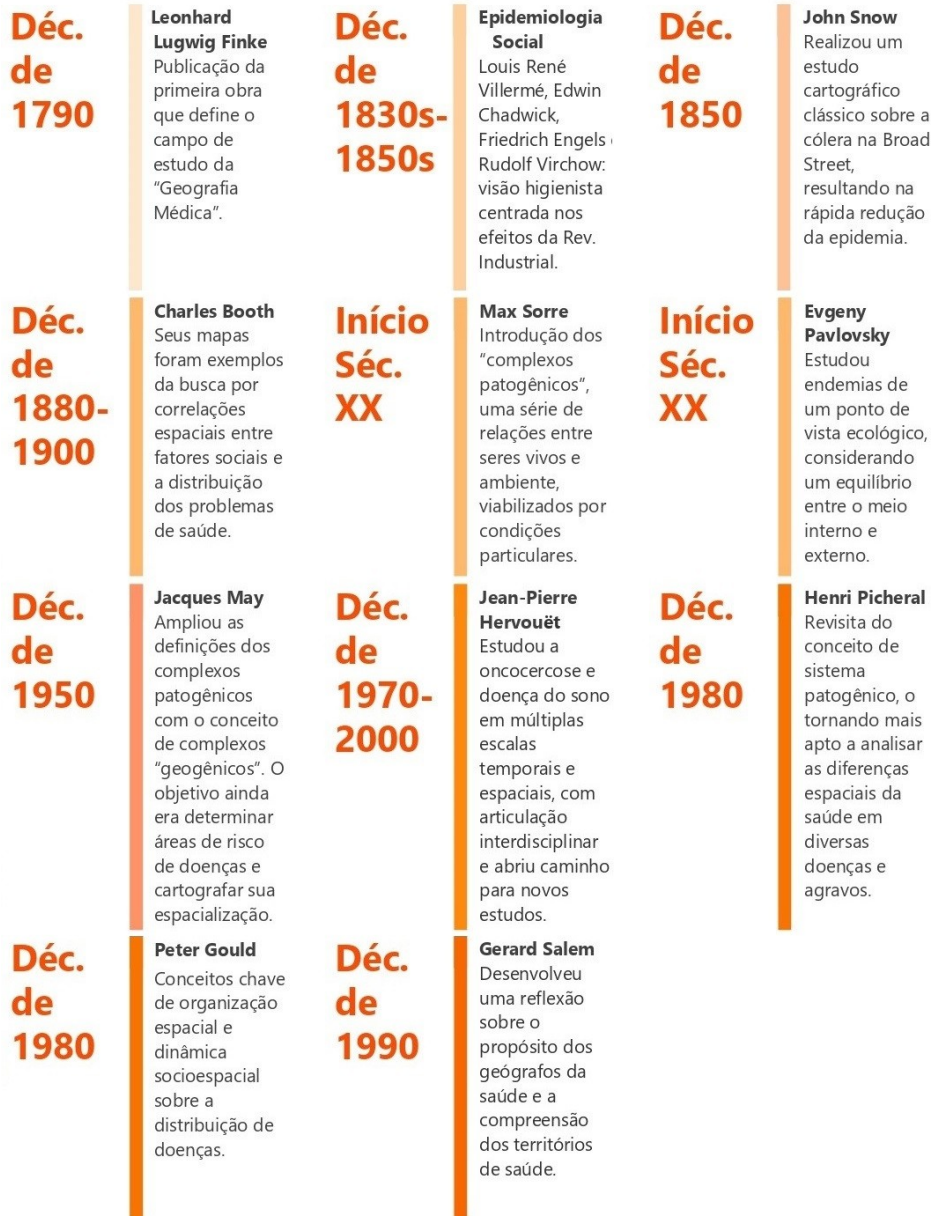 Déc.
de
1790
Leonhard
Lugwig Finke
Publicação da
primeira obra
que define o
campo de
estudo da
“Geografia
Médica”.
Déc.
de
1830s-
1850s
Epidemiologia
Social
Louis René
Villermé, Edwin
Chadwick,
Friedrich Engels
Rudolf Virchow:
visão higienista
centrada nos
efeitos da Rev.
Industrial.
Déc.
de
1850
John Snow
Realizou um
estudo
cartográfico
clássico sobre a
cólera na Broad
Street,
resultando na
rápida redução
da epidemia.
Déc.
de
1880-
1900
Charles Booth
Seus mapas
foram exemplos
da busca por
correlações
espaciais entre
fatores sociais e
a distribuição
dos problemas
de saúde.
Início
Séc.
XX
Max Sorre
Introdução dos
“complexos
patogênicos”,
uma série de
relações entre
seres vivos e
ambiente,
viabilizados por
condições
particulares.
Início
Séc.
XX
Evgeny
Pavlovsky
Estudou
endemias de
um ponto de
vista ecológico,
considerando
um equilíbrio
entre o meio
interno e
externo.
Déc.
de
1950
Jacques May
Ampliou as
definições dos
complexos
patogênicos
com o conceito
de complexos
“geogênicos”. O
objetivo ainda
era determinar
áreas de risco
de doenças e
cartografar sua
espacialização.
Déc.
de
1970-
2000
Jean-Pierre
Hervouët
Estudou a
oncocercose e
doença do sono
em múltiplas
escalas
temporais e
espaciais, com
articulação
interdisciplinar
e abriu caminho
para novos
estudos.
Déc.
de
1980
Henri Picheral
Revisita do
conceito de
sistema
patogênico, o
tornando mais
apto a analisar
as diferenças
espaciais da
saúde em
diversas
doenças e
agravos.
Déc.
de
1980
Peter Gould
Conceitos chave
de organização
espacial e
dinâmica
socioespacial
sobre a
distribuição de
doenças.
Déc.
de
1990
Gerard Salem
Desenvolveu
uma reflexão
sobre o
propósito dos
geógrafos da
saúde e a
compreensão
dos territórios
de saúde.